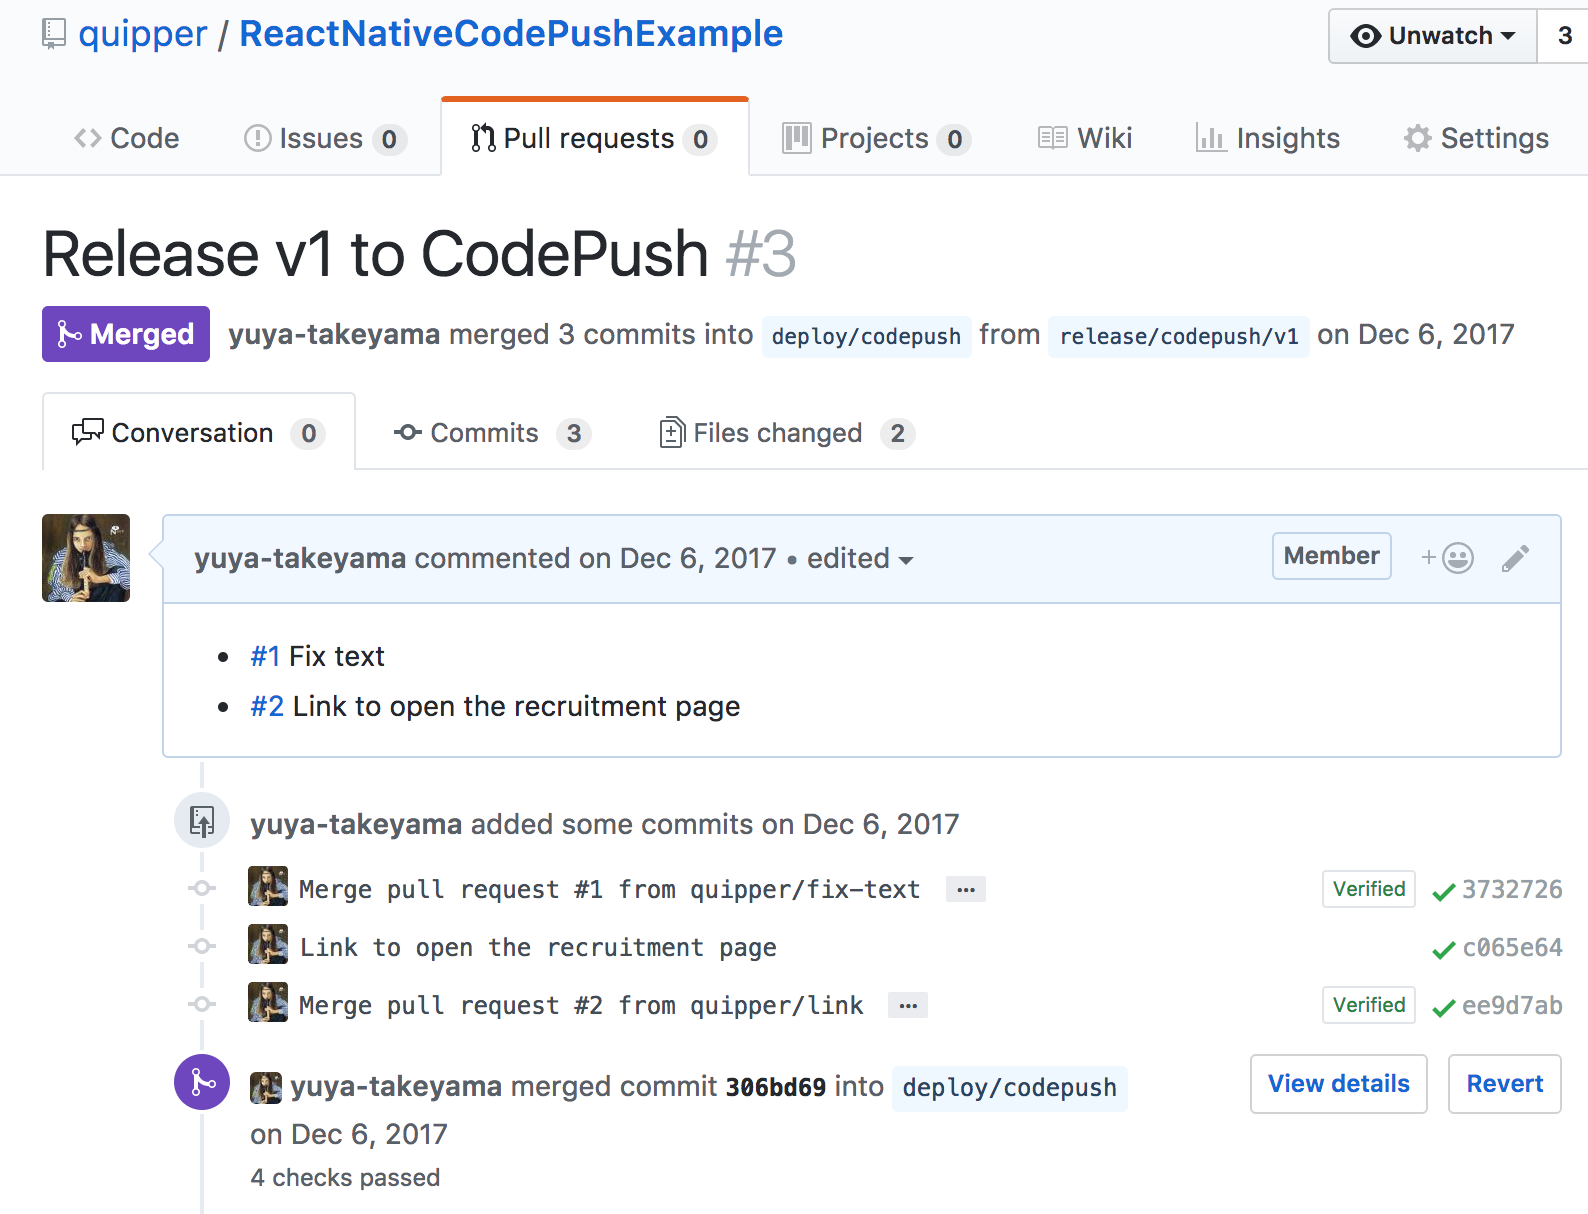 quipper / ReactNativeCodePushExample
Unwatch 3
Code Issues 0 Pull requests 0 Projects 0 Wiki Insights Settings
Release v1 to CodePush #3
Merged yuya-takeyama merged 3 commits into deploy/codepush from release/codepush/v1 on Dec 6, 2017
Conversation 0 Commits 3 Files changed 2
yuya-takeyama commented on Dec 6, 2017 • edited Member
• #1 Fix text
• #2 Link to open the recruitment page
yuya-takeyama added some commits on Dec 6, 2017
Merge pull request #1 from quipper/fix-text … Verified 3732726
Link to open the recruitment page c065e64
Merge pull request #2 from quipper/link … Verified ee9d7ab
yuya-takeyama merged commit 306bd69 into deploy/codepush View details Revert
on Dec 6, 2017
4 checks passed